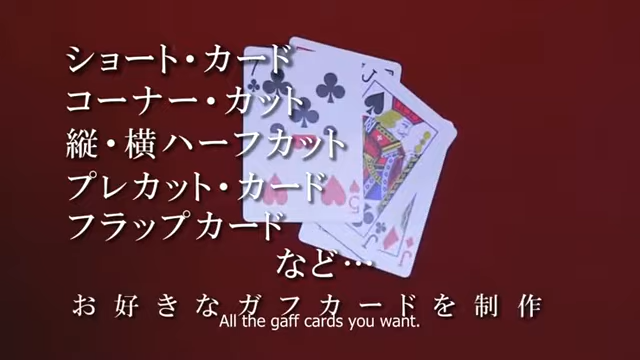 ショート・カード
コーナー・カット
縦・横ハーフカット
プレカット・カード
フラップカード
など…
お好きなガフカードを制作
All the gaff cards you want.
7
J
5
J